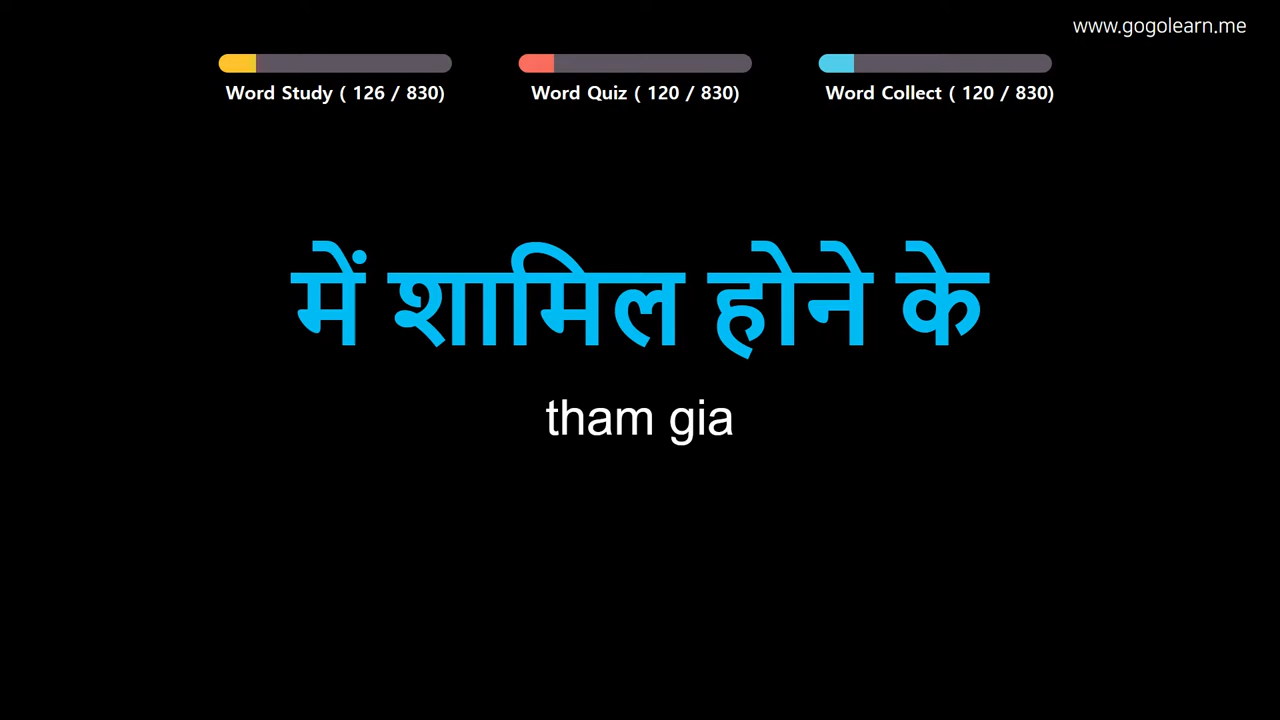 www.gogolearn.me
Word Study ( 126 / 830)
Word Quiz ( 120 / 830)
Word Collect ( 120 / 830)
में शामिल होने के
tham gia